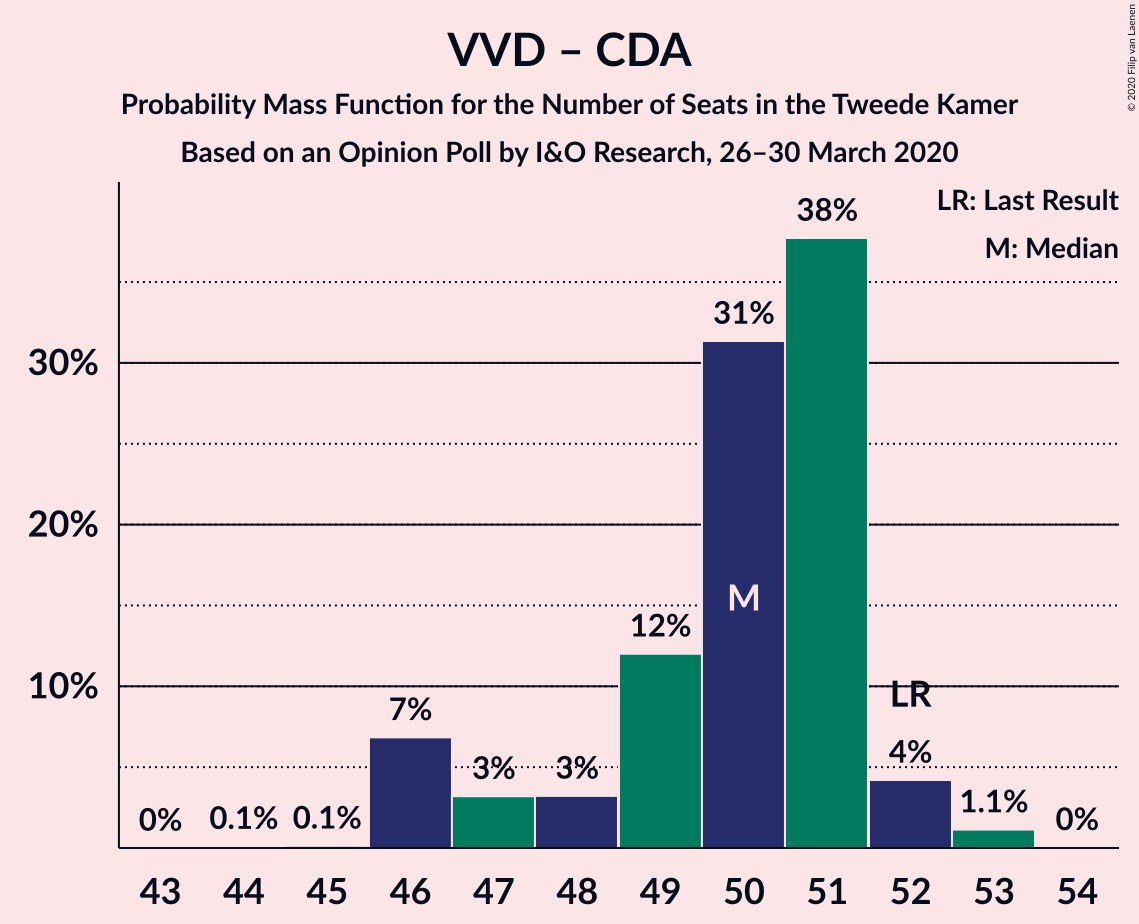 VVD – CDA
Probability Mass Function for the Number of Seats in the Tweede Kamer
Based on an Opinion Poll by I&O Research, 26–30 March 2020
© 2020 Filip van Laenen
LR: Last Result
M: Median
30%
20%
10%
0%
0.1%
0.1%
7%
3%
3%
12%
31%
38%
4%
1.1%
0%
M
LR
43 44 45 46 47 48 49 50 51 52 53 54